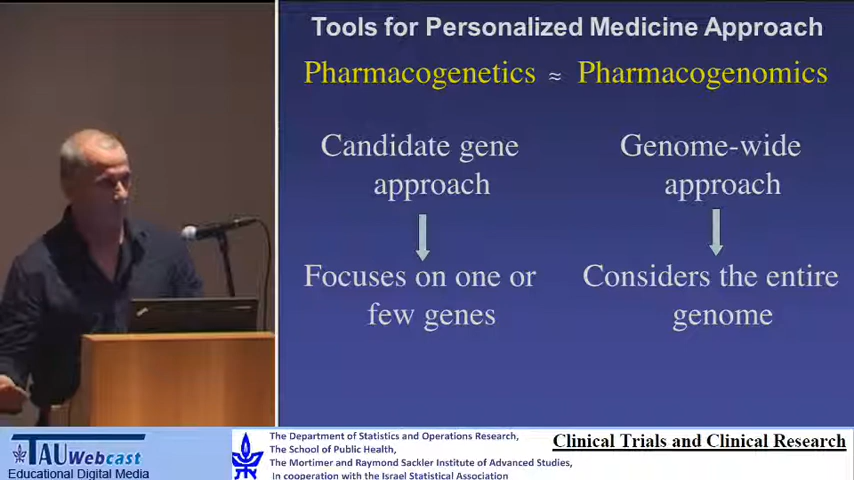 Tools for Personalized Medicine Approach
Pharmacogenetics ≈ Pharmacogenomics
Candidate gene
approach
Genome-wide
approach
Focuses on one or
few genes
Considers the entire
genome
TAUWebcast
Educational Digital Media
The Department of Statistics and Operations Research,
The School of Public Health,
The Mortimer and Raymond Sackler Institute of Advanced Studies,
In cooperation with the Israel Statistical Association
Clinical Trials and Clinical Research